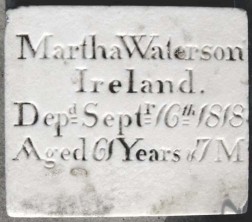 Martha Waterson
Ireland.
Depd Septr 16th 1818
Aged 61 Years & 7 M